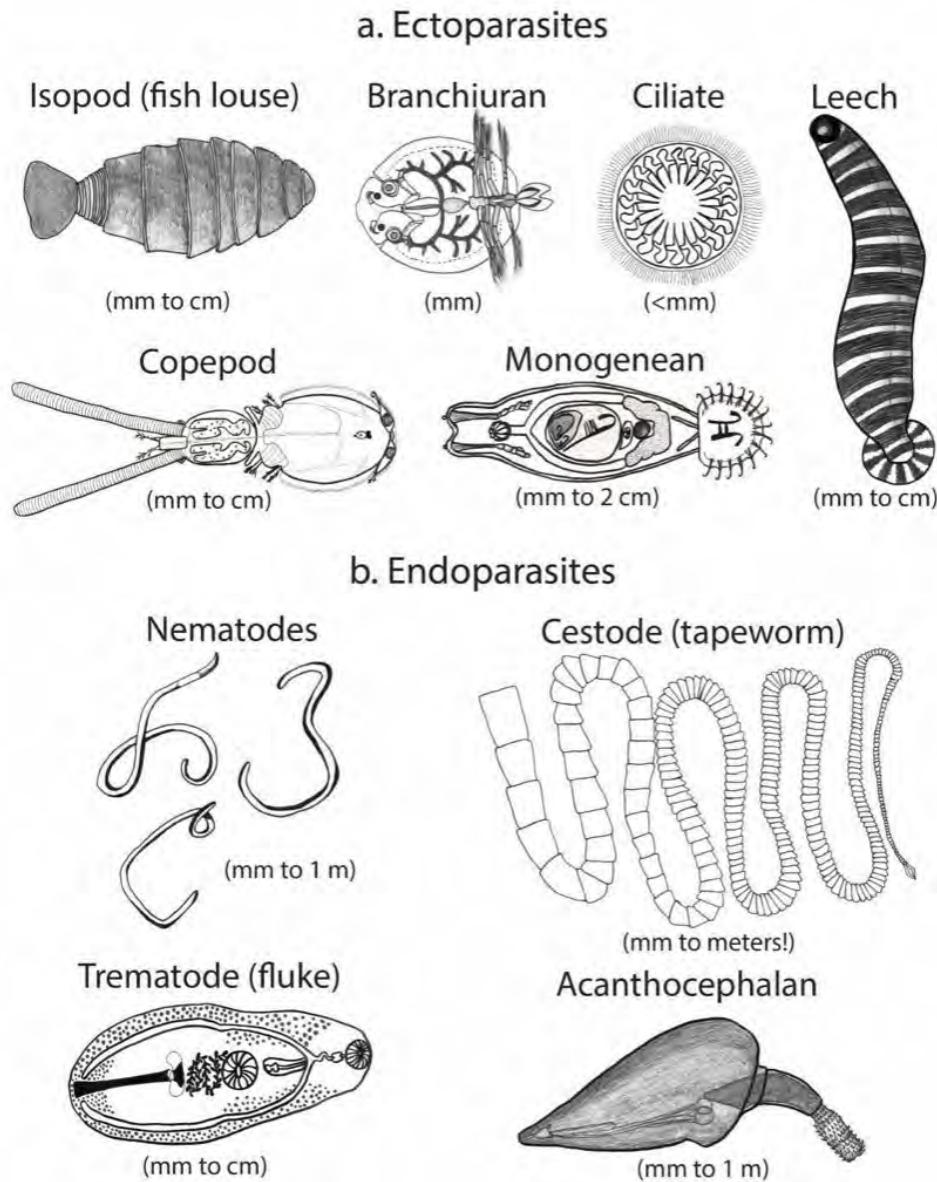 a. Ectoparasites
Isopod (fish louse)
Branchiuran
Ciliate
Leech
(mm to cm)
(mm)
(<mm)
Copepod
Monogenean
(mm to cm)
(mm to 2 cm)
(mm to cm)
b. Endoparasites
Nematodes
Cestode (tapeworm)
(mm to 1 m)
(mm to meters!)
Trematode (fluke)
Acanthocephalan
(mm to cm)
(mm to 1 m)